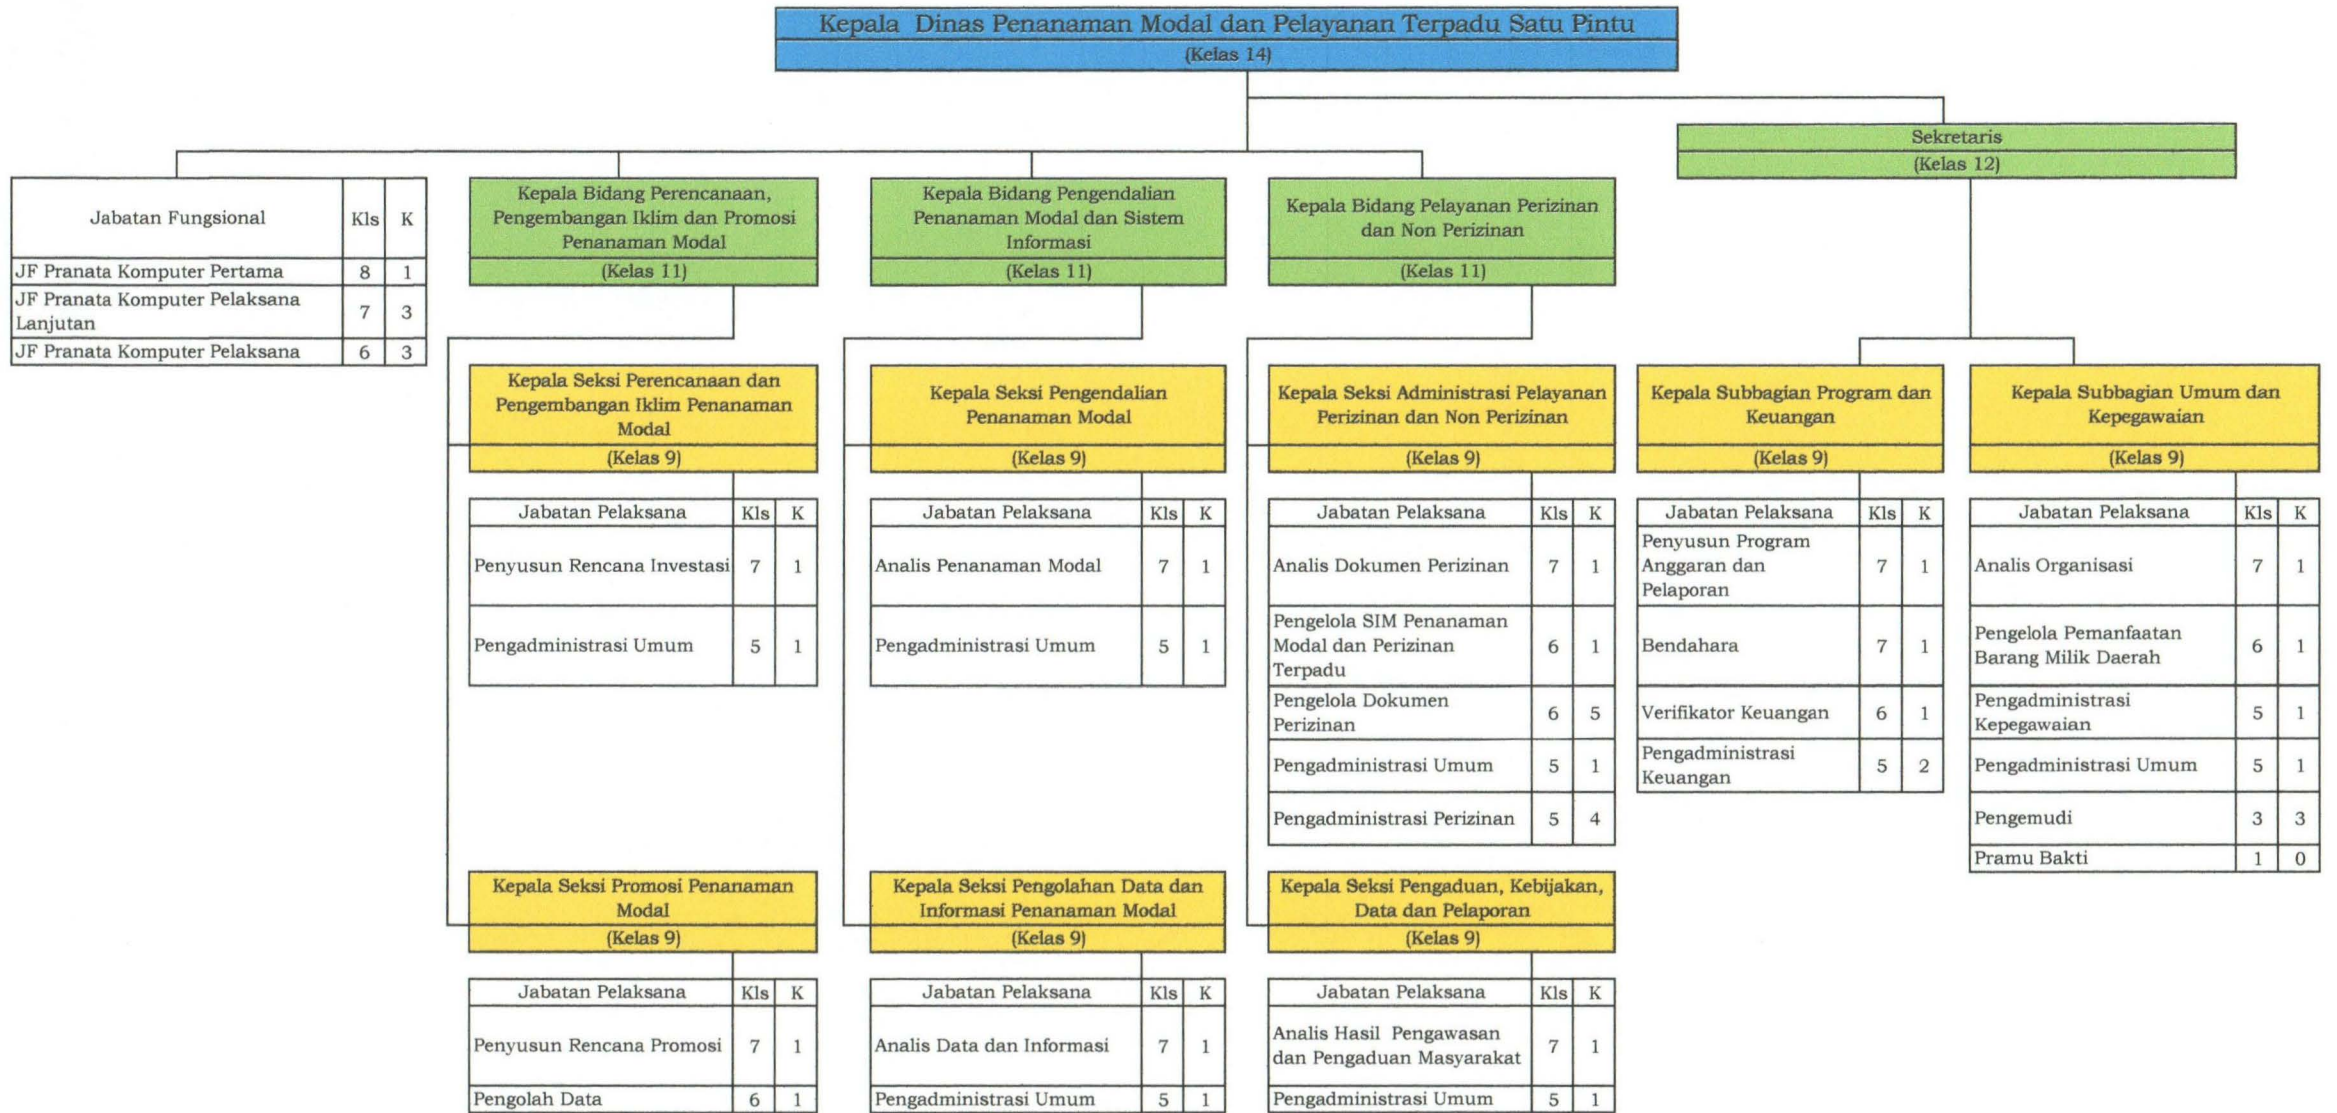 Kepala Dinas Penanaman Modal dan Pelayanan Terpadu Satu Pintu
(Kelas 14)
Sekretaris
(Kelas 12)
Jabatan Fungsional Kls K
JF Pranata Komputer Pertama 8 1
JF Pranata Komputer Pelaksana
Lanjutan 7 3
JF Pranata Komputer Pelaksana 6 3
Kepala Bidang Perencanaan,
Pengembangan Iklim dan Promosi
Penanaman Modal
(Kelas 11)
Kepala Bidang Pengendalian
Penanaman Modal dan Sistem
Informasi
(Kelas 11)
Kepala Bidang Pelayanan Perizinan
dan Non Perizinan
(Kelas 11)
Kepala Seksi Perencanaan dan
Pengembangan Iklim Penanaman
Modal
(Kelas 9)
Jabatan Pelaksana Kls K
Penyusun Rencana Investasi 7 1
Pengadministrasi Umum 5 1
Kepala Seksi Pengendalian
Penanaman Modal
(Kelas 9)
Jabatan Pelaksana Kls K
Analis Penanaman Modal 7 1
Pengadministrasi Umum 5 1
Kepala Seksi Administrasi Pelayanan
Perizinan dan Non Perizinan
(Kelas 9)
Jabatan Pelaksana Kls K
Analis Dokumen Perizinan 7 1
Pengelola SIM Penanaman
Modal dan Perizinan 6 1
Terpadu
Pengelola Dokumen
Perizinan 6 5
Pengadministrasi Umum 5 1
Pengadministrasi Perizinan 5 4
Kepala Subbagian Program dan
Keuangan
(Kelas 9)
Jabatan Pelaksana Kls K
Penyusun Program
Anggaran dan 7 1
Pelaporan
Bendahara 7 1
Verifikator Keuangan 6 1
Pengadministrasi
Keuangan 5 2
Kepala Subbagian Umum dan
Kepegawaian
(Kelas 9)
Jabatan Pelaksana Kls K
Analis Organisasi 7 1
Pengelola Pemanfaatan
Barang Milik Daerah 6 1
Pengadministrasi
Kepegawaian 5 1
Pengadministrasi Umum 5 1
Pengemudi 3 3
Pramu Bakti 1 0
Kepala Seksi Promosi Penanaman
Modal
(Kelas 9)
Jabatan Pelaksana Kls K
Penyusun Rencana Promosi 7 1
Pengolah Data 6 1
Kepala Seksi Pengolahan Data dan
Informasi Penanaman Modal
(Kelas 9)
Jabatan Pelaksana Kls K
Analis Data dan Informasi 7 1
Pengadministrasi Umum 5 1
Kepala Seksi Pengaduan, Kebijakan,
Data dan Pelaporan
(Kelas 9)
Jabatan Pelaksana Kls K
Analis Hasil Pengawasan
dan Pengaduan Masyarakat 7 1
Pengadministrasi Umum 5 1